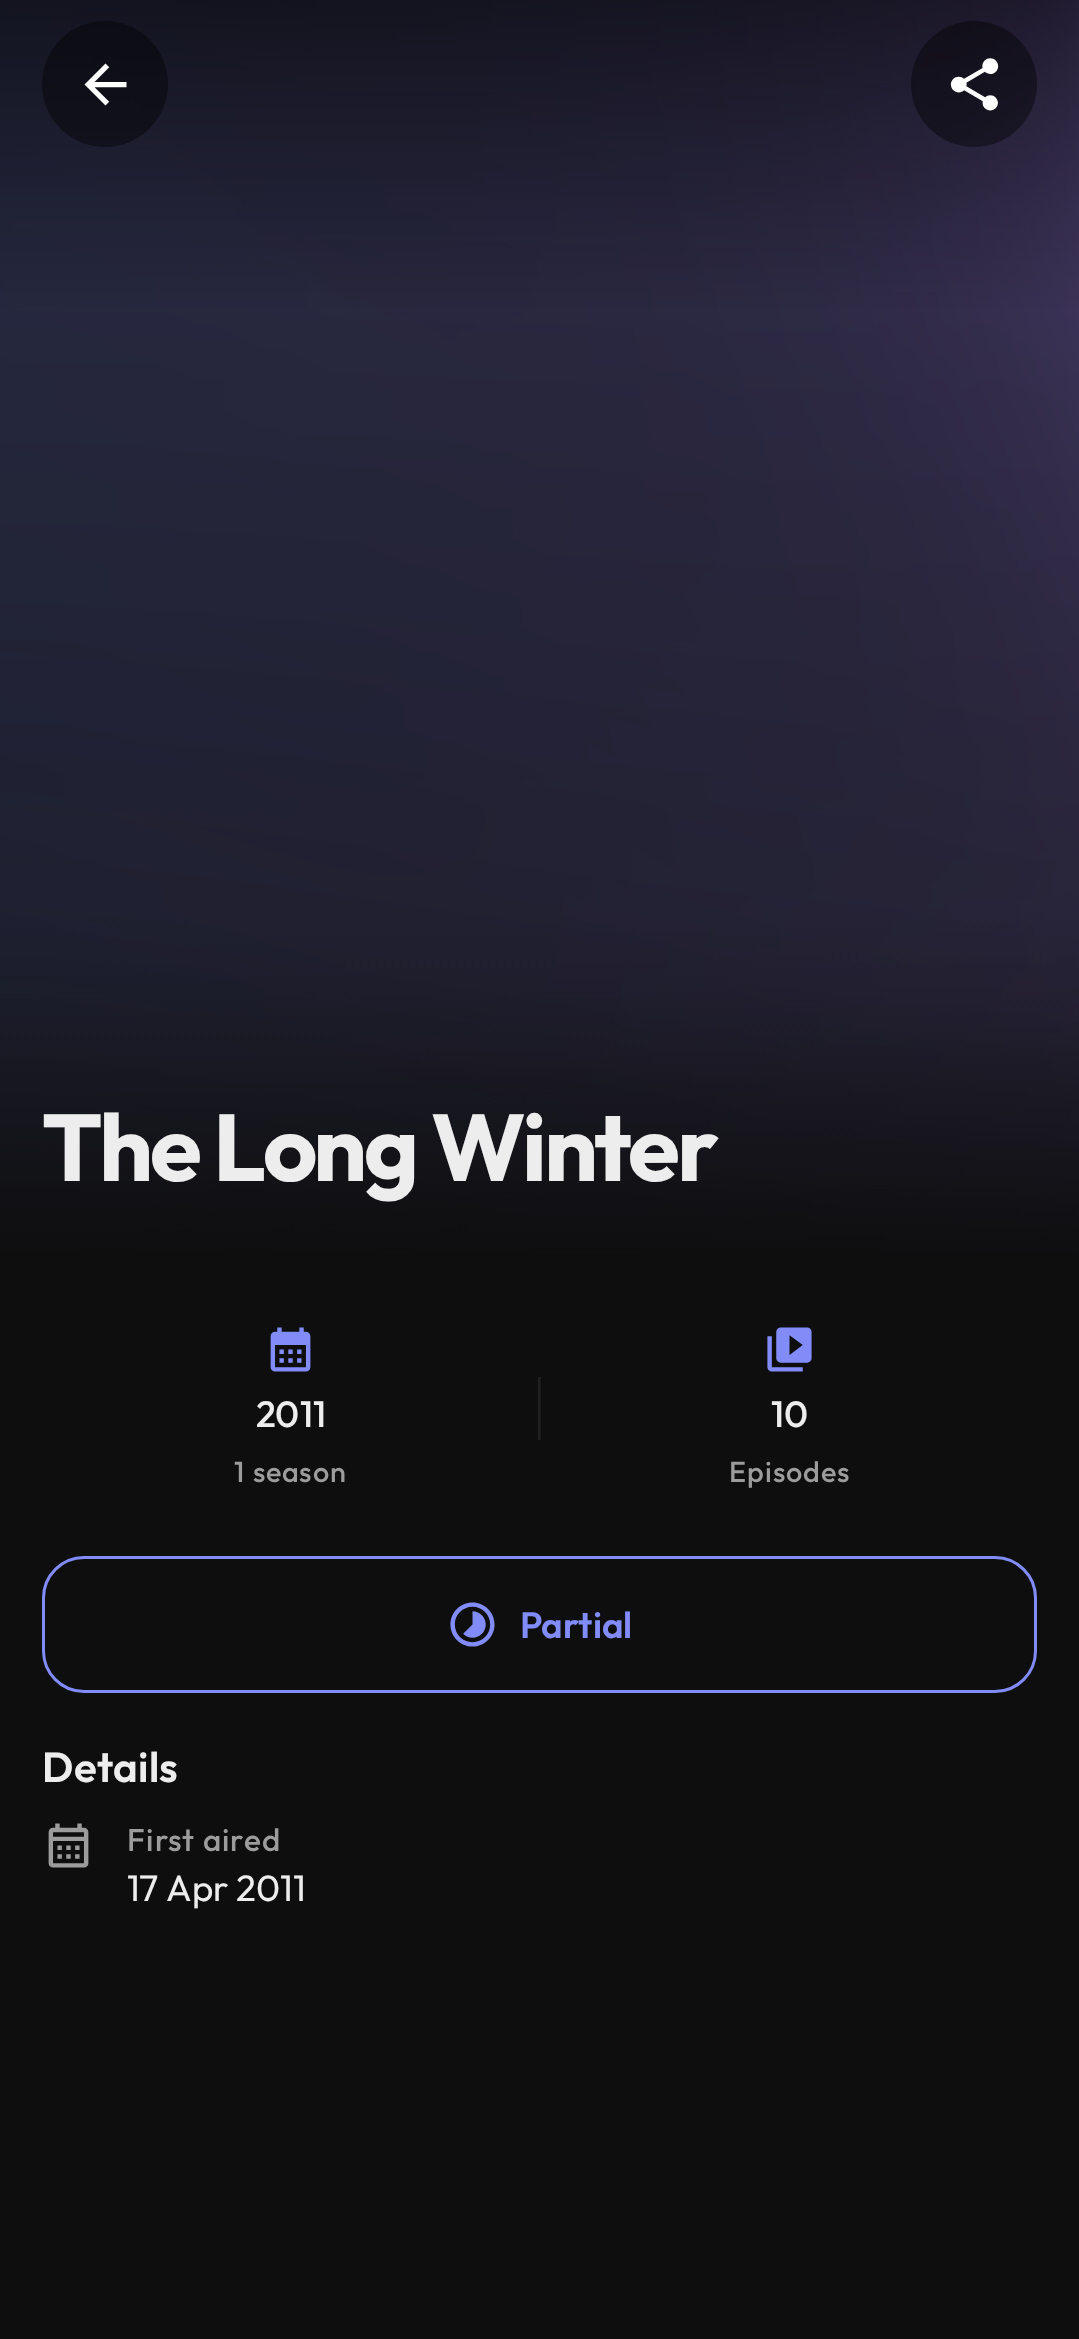 The Long Winter
2011
1 season
10
Episodes
Partial
Details
First aired
17 Apr 2011